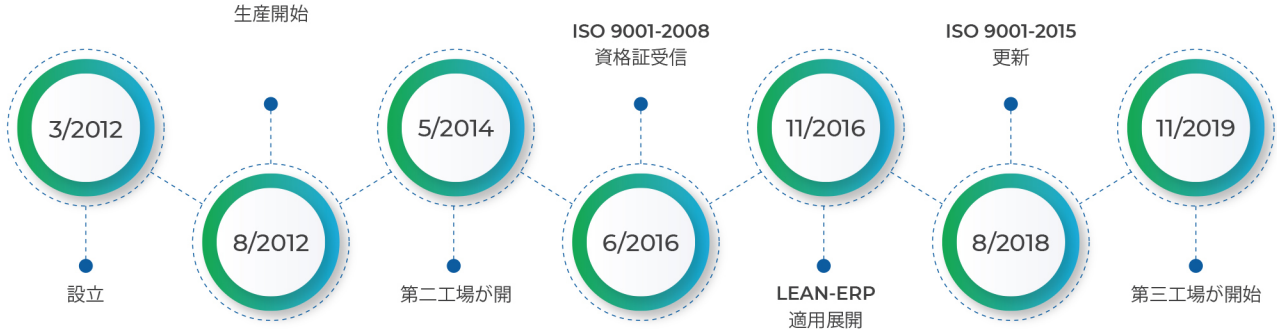 3/2012
設立
生産開始
8/2012
5/2014
第二工場が開
ISO 9001-2008
資格証受信
6/2016
11/2016
LEAN-ERP
適用展開
ISO 9001-2015
更新
8/2018
11/2019
第三工場が開始